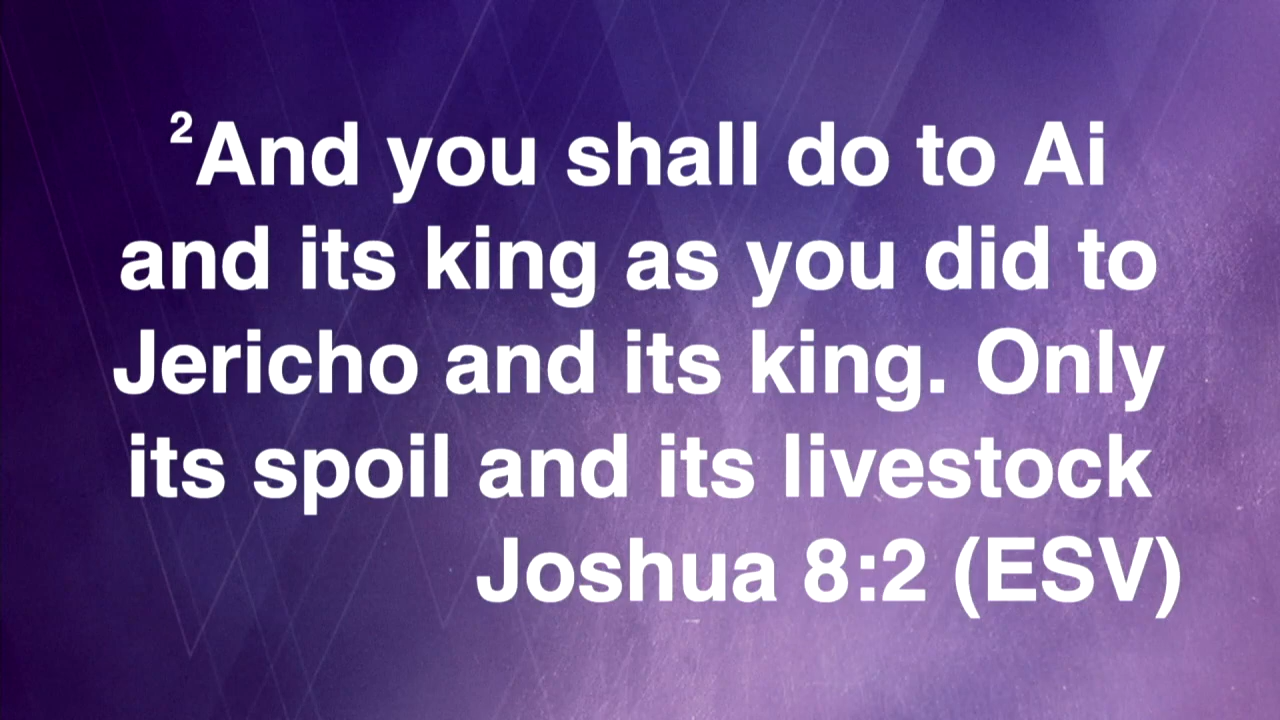 ²And you shall do to Ai
and its king as you did to
Jericho and its king. Only
its spoil and its livestock
Joshua 8:2 (ESV)